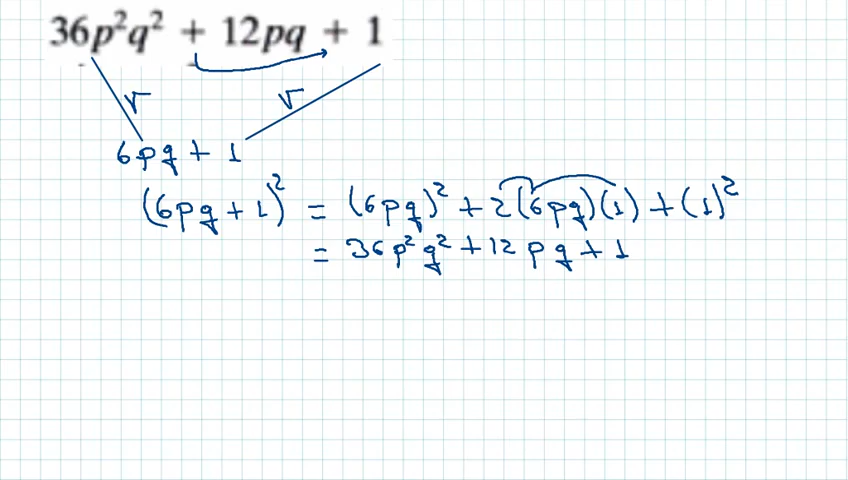 36p²q² + 12pq + 1
√ √
6pq + 1
(6pq + 1)² = (6pq)² + 2(6pq)(1) + (1)²
= 36p²q² + 12pq + 1